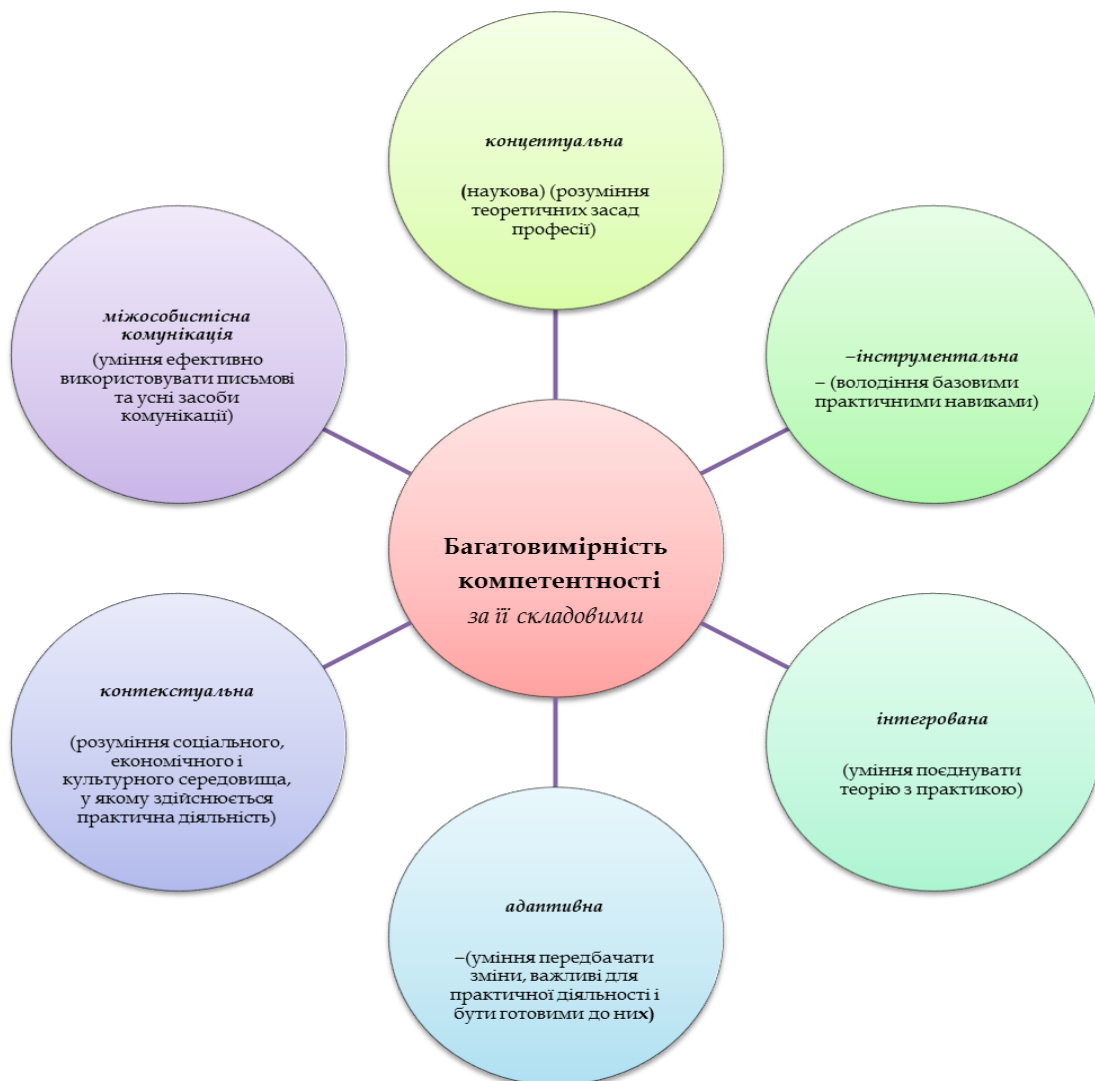 концептуальна
(наукова) (розуміння
теоретичних засад
професії)
–інструментальна
– (володіння базовими
практичними навиками)
інтегрована
(уміння поєднувати
теорію з практикою)
адаптивна
–(уміння передбачати
зміни, важливі для
практичної діяльності і
бути готовими до них)
контекстуальна
(розуміння соціального,
економічного і
культурного середовища,
у якому здійснюється
практична діяльність)
міжособистісна
комунікація
(уміння ефективно
використовувати письмові
та усні засоби
комунікації)
Багатовимірність
компетентності
за її складовими